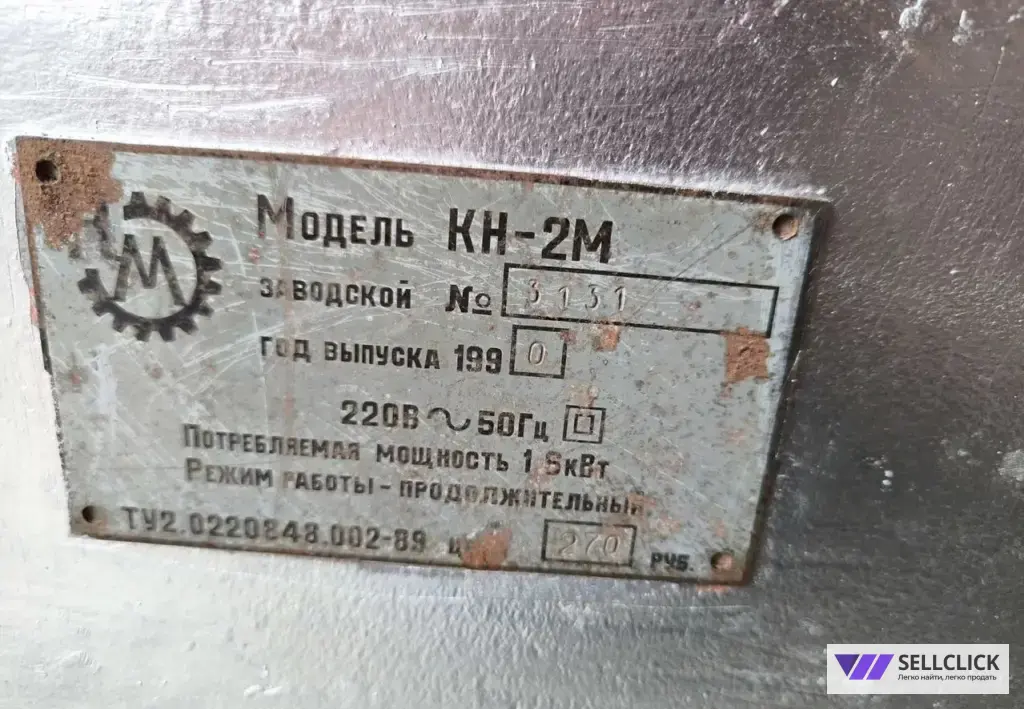 М
Модель КН-2М
заводской № 3131
год выпуска 1990
220В ~ 50Гц
Потребляемая мощность 1,6кВт
Режим работы - продолжительный
ТУ2.0220848.002-89 ц 270 руб.
SELLCLICK
Легко найти, легко продать